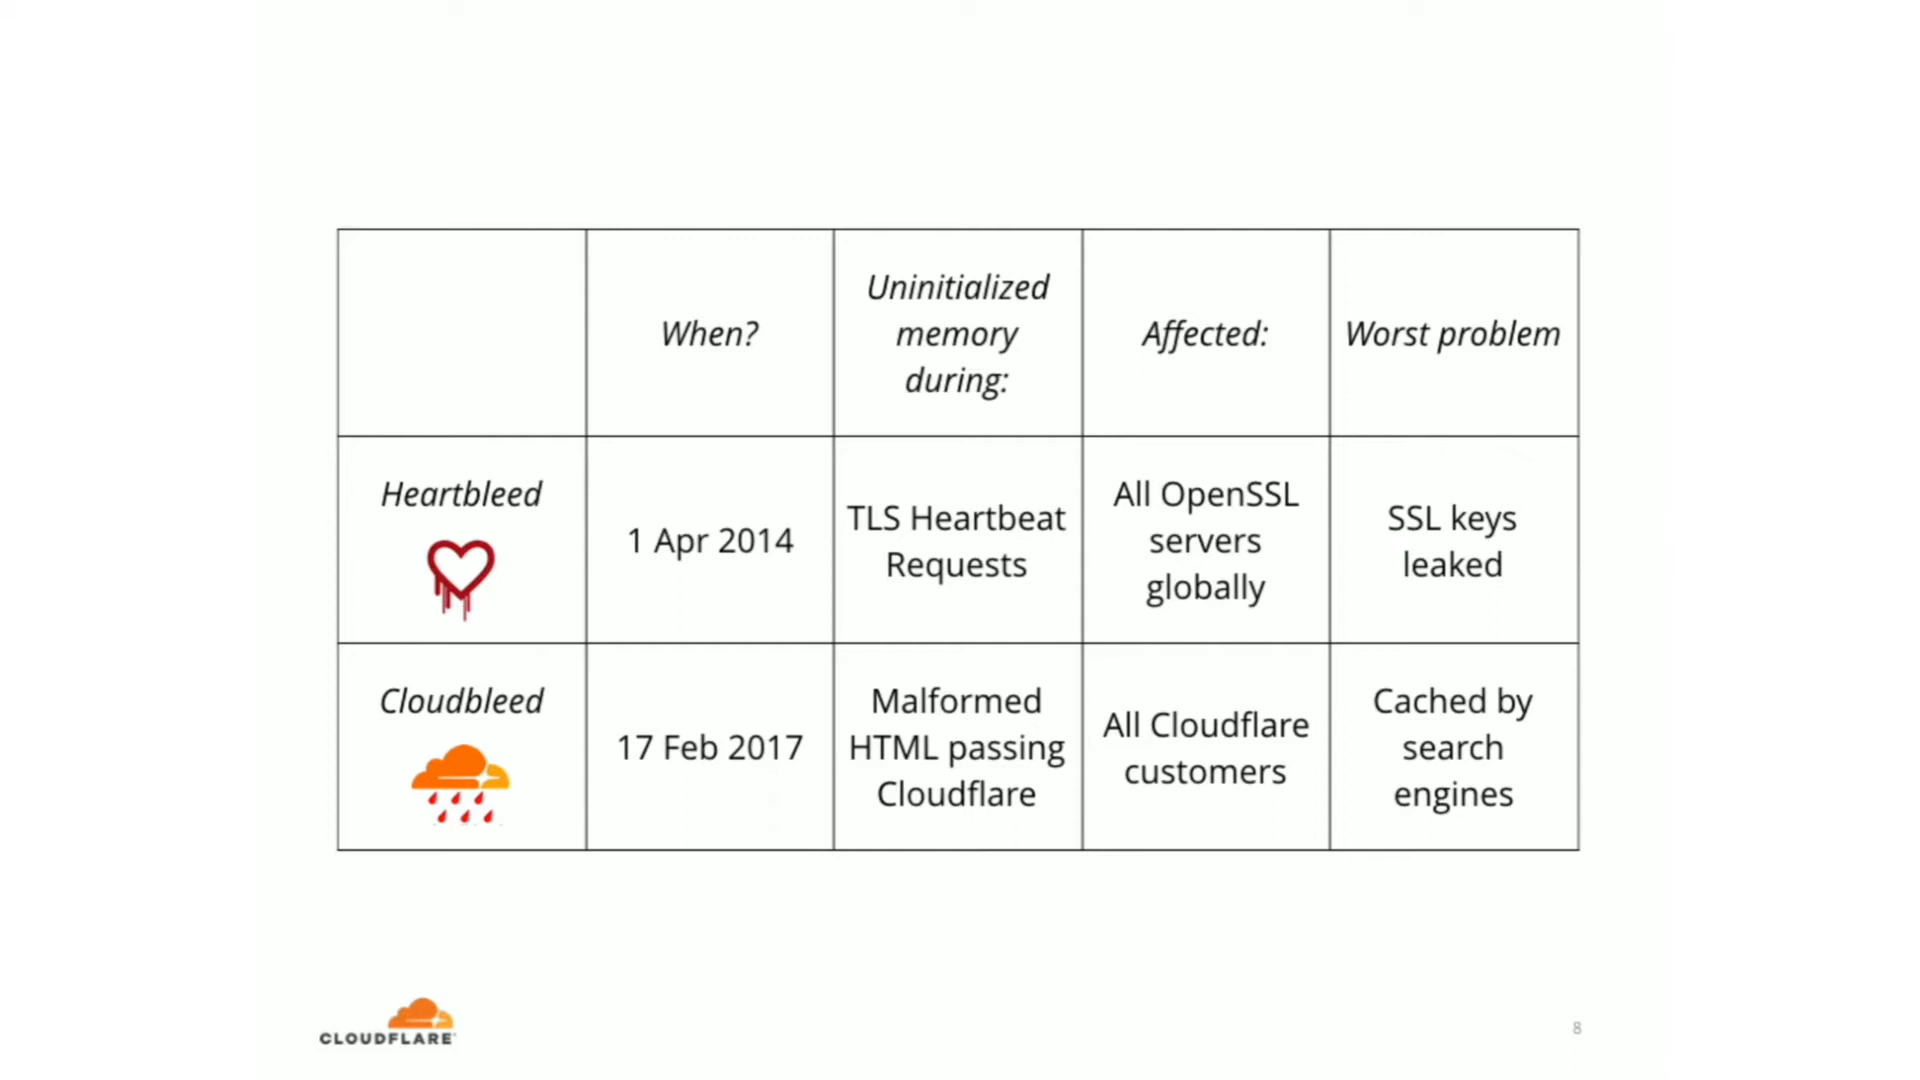 When?
Uninitialized
memory
during:
Affected:
Worst problem
Heartbleed
1 Apr 2014
TLS Heartbeat
Requests
All OpenSSL
servers
globally
SSL keys
leaked
Cloudbleed
17 Feb 2017
Malformed
HTML passing
Cloudflare
All Cloudflare
customers
Cached by
search
engines
CLOUDFLARE
8